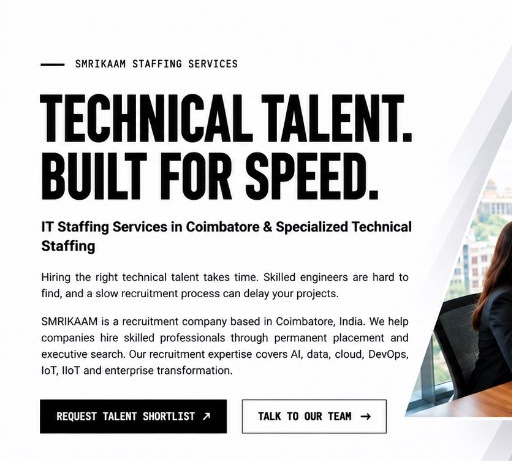 SMRIKAAM STAFFING SERVICES
TECHNICAL TALENT.
BUILT FOR SPEED.
IT Staffing Services in Coimbatore & Specialized Technical
Staffing
Hiring the right technical talent takes time. Skilled engineers are hard to
find, and a slow recruitment process can delay your projects.
SMRIKAAM is a recruitment company based in Coimbatore, India. We help
companies hire skilled professionals through permanent placement and
executive search. Our recruitment expertise covers AI, data, cloud, DevOps,
IoT, IIoT and enterprise transformation.
REQUEST TALENT SHORTLIST ↗
TALK TO OUR TEAM →